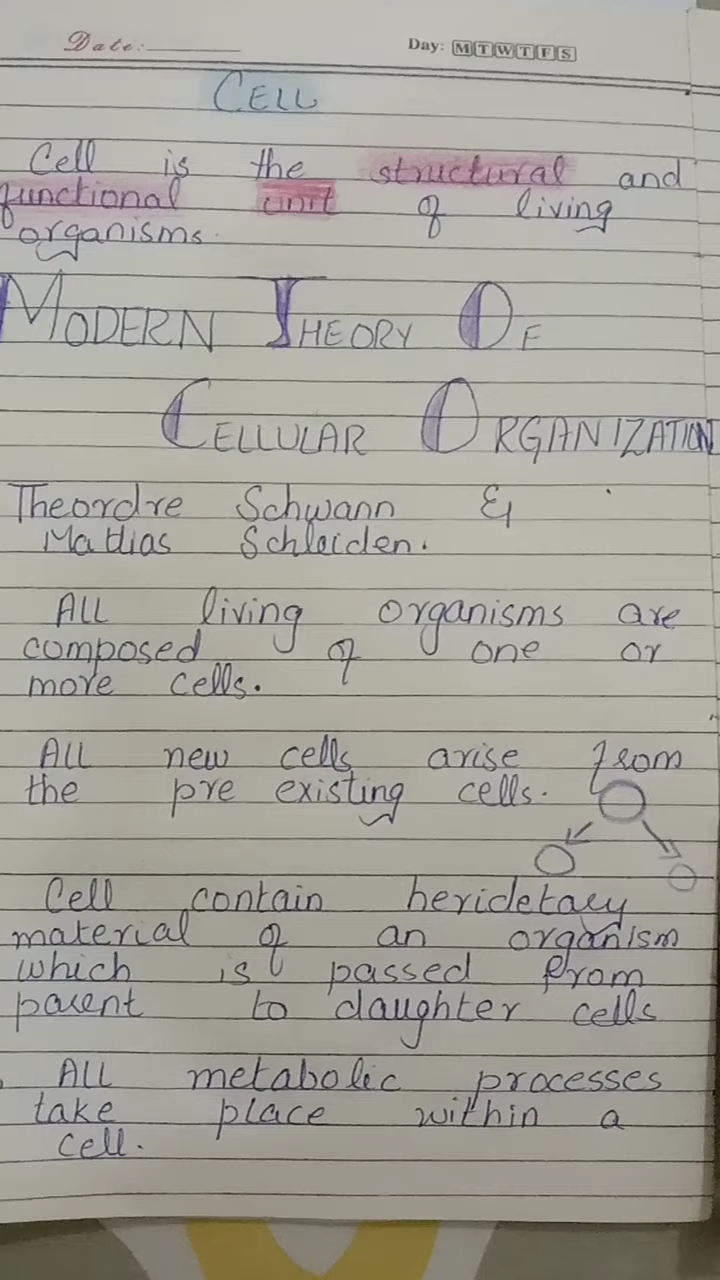 Date:
Day: M T W T F S
CELL
Cell is the structural and
functional unit of living
organisms.
MODERN THEORY OF
CELLULAR ORGANIZATION
Theordre Schwann &
Mathias Schleiden.
All living organisms are
composed of one or
more cells.
All new cells arise from
the pre existing cells.
Cell contain heridetary
material of an organism
which is passed from
parent to daughter cells
All metabolic processes
take place within a
cell.